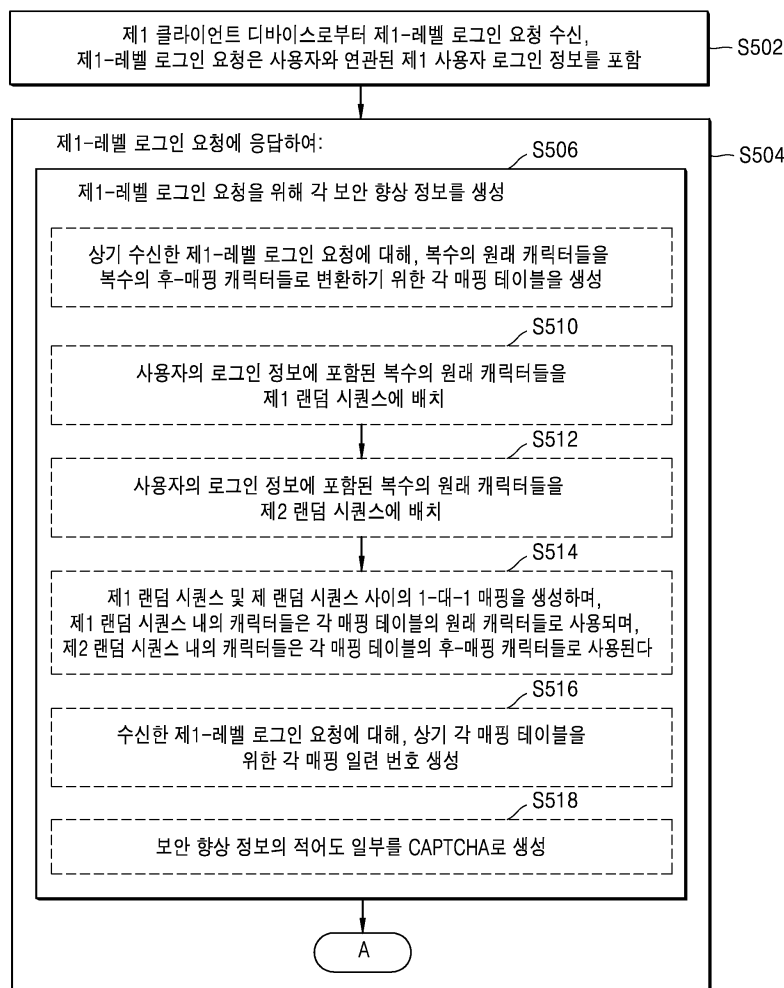 제1 클라이언트 디바이스로부터 제1-레벨 로그인 요청 수신,
제1-레벨 로그인 요청은 사용자와 연관된 제1 사용자 로그인 정보를 포함
S502
제1-레벨 로그인 요청에 응답하여:
S504
S506
제1-레벨 로그인 요청을 위해 각 보안 향상 정보를 생성
상기 수신한 제1-레벨 로그인 요청에 대해, 복수의 원래 캐릭터들을
복수의 후-매핑 캐릭터들로 변환하기 위한 각 매핑 테이블을 생성
S510
사용자의 로그인 정보에 포함된 복수의 원래 캐릭터들을
제1 랜덤 시퀀스에 배치
S512
사용자의 로그인 정보에 포함된 복수의 원래 캐릭터들을
제2 랜덤 시퀀스에 배치
S514
제1 랜덤 시퀀스 및 제 랜덤 시퀀스 사이의 1-대-1 매핑을 생성하며,
제1 랜덤 시퀀스 내의 캐릭터들은 각 매핑 테이블의 원래 캐릭터들로 사용되며,
제2 랜덤 시퀀스 내의 캐릭터들은 각 매핑 테이블의 후-매핑 캐릭터들로 사용된다
S516
수신한 제1-레벨 로그인 요청에 대해, 상기 각 매핑 테이블을
위한 각 매핑 일련 번호 생성
S518
보안 향상 정보의 적어도 일부를 CAPTCHA로 생성
A